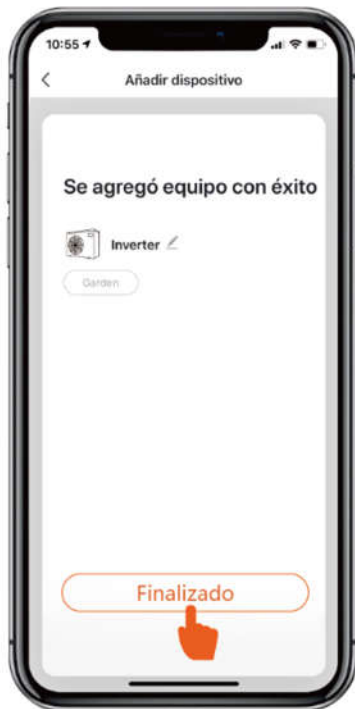 10:55
Añadir dispositivo
Se agregó equipo con éxito
Inverter
Garden
Finalizado